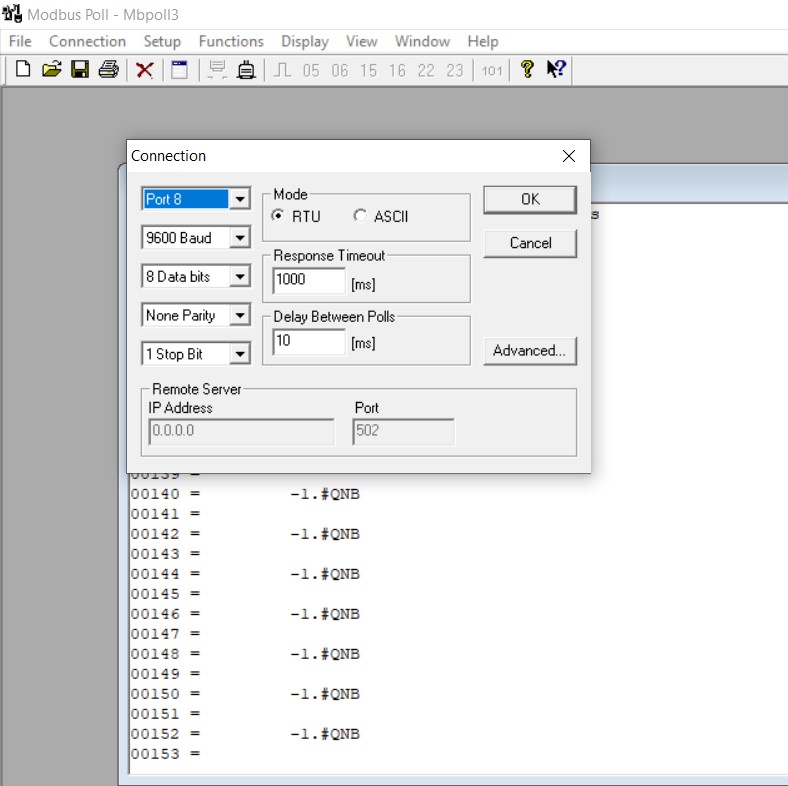 Modbus Poll - Mbpoll3
File Connection Setup Functions Display View Window Help
05 06 15 16 22 23 101
Connection
Port 8
9600 Baud
8 Data bits
None Parity
1 Stop Bit
Mode
RTU ASCII
Response Timeout
1000 [ms]
Delay Between Polls
10 [ms]
OK
Cancel
Advanced...
Remote Server
IP Address Port
0.0.0.0 502
s
00139 =
00140 = -1.#QNB
00141 =
00142 = -1.#QNB
00143 =
00144 = -1.#QNB
00145 =
00146 = -1.#QNB
00147 =
00148 = -1.#QNB
00149 =
00150 = -1.#QNB
00151 =
00152 = -1.#QNB
00153 =